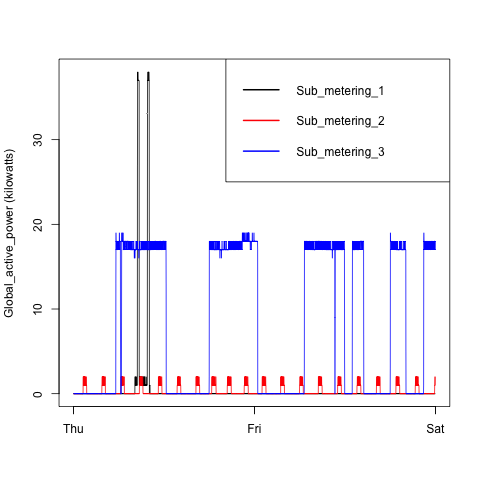 Sub_metering_1
Sub_metering_2
Sub_metering_3
Global_active_power (kilowatts)
30
20
10
0
Thu Fri Sat